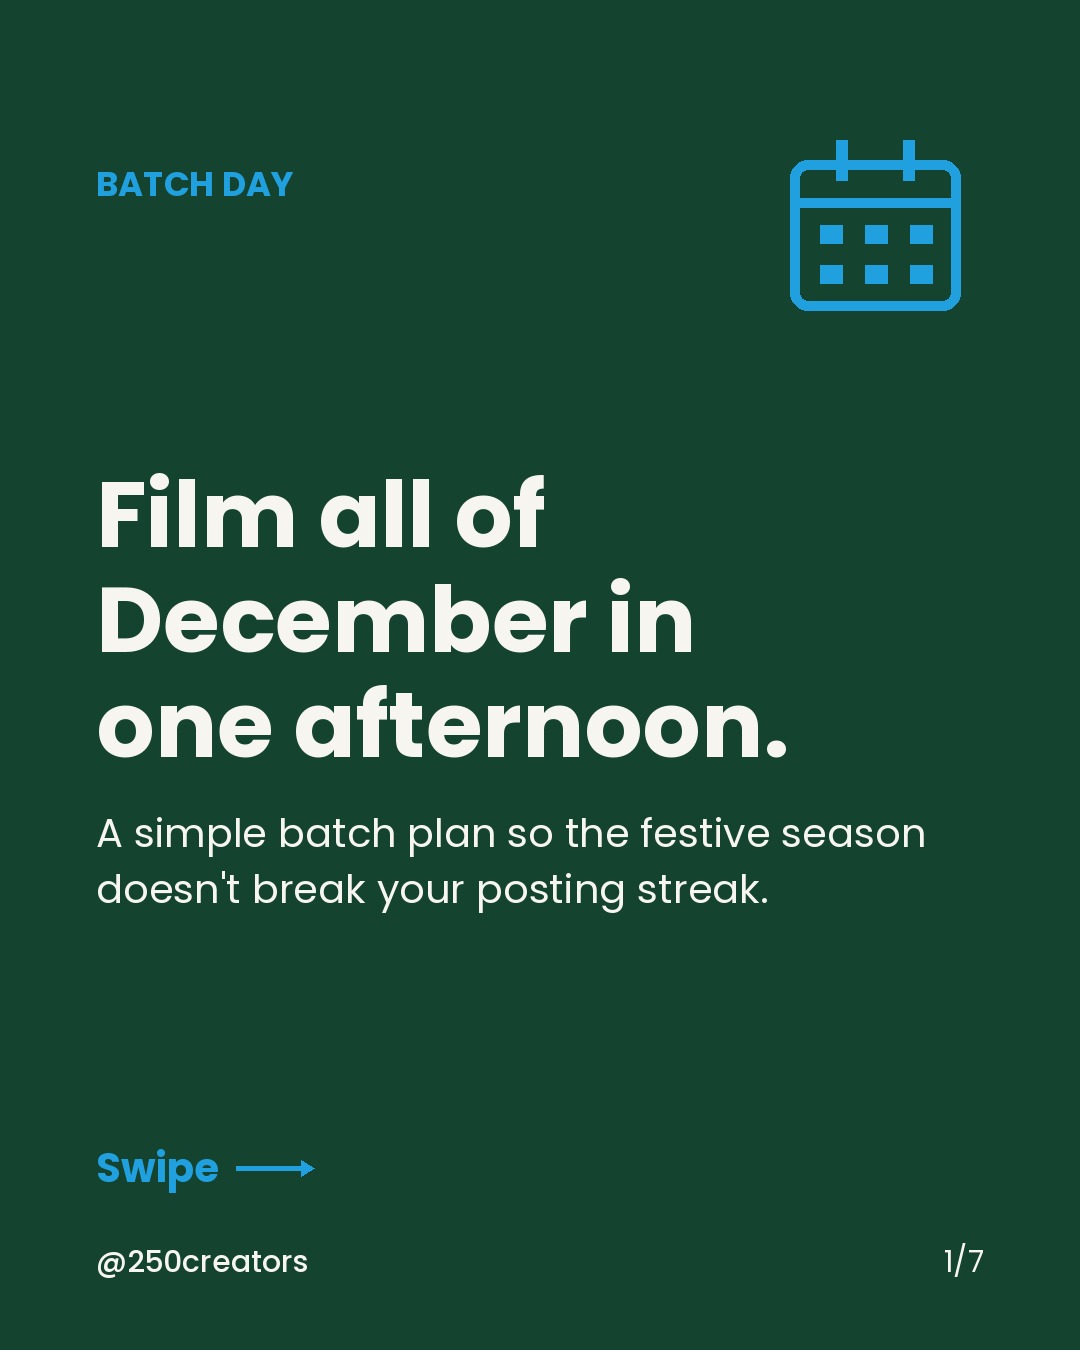 BATCH DAY
Film all of
December in
one afternoon.
A simple batch plan so the festive season
doesn't break your posting streak.
Swipe
@250creators
1/7